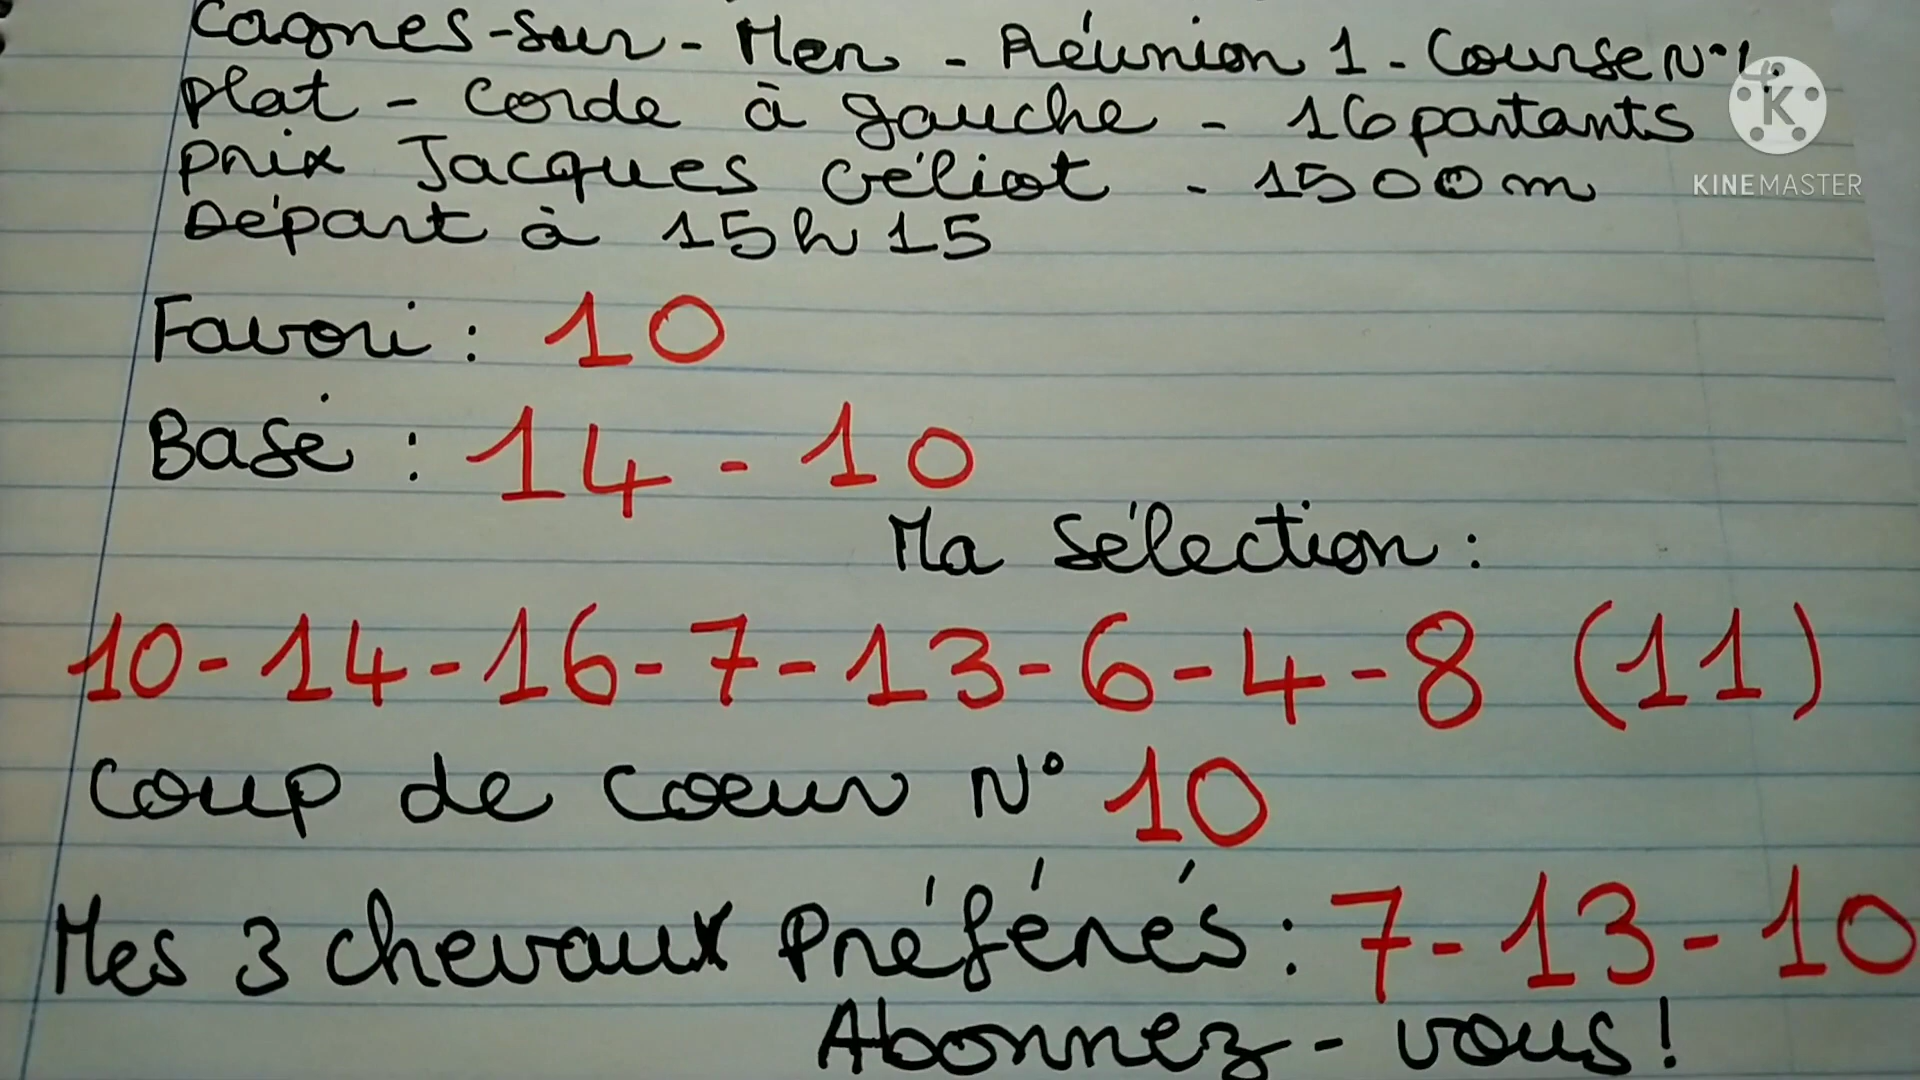 Cagnes-sur-Mer - Réunion 1 - Course N°1.
plat - corde à gauche - 16 partants
prix Jacques Géliot - 1500m
Départ à 15h15
Favori : 10
Base : 14 - 10
Ma sélection :
10-14-16-7-13-6-4-8 (11)
Coup de coeur N° 10
Mes 3 chevaux Préférés : 7-13-10
Abonnez-vous !
K
KINEMASTER